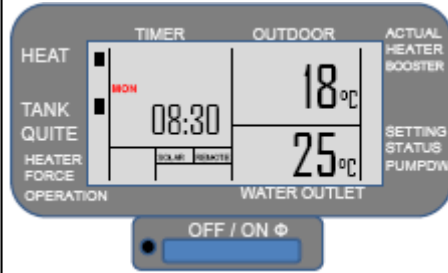 TIMER OUTDOOR
ACTUAL
HEATER
BOOSTER
HEAT
MON
18°C
08:30
TANK
QUITE
SOLAR REMOTE
25°C
SETTING
STATUS
PUMPDW
HEATER
FORCE
OPERATION
WATER OUTLET
OFF / ON Φ